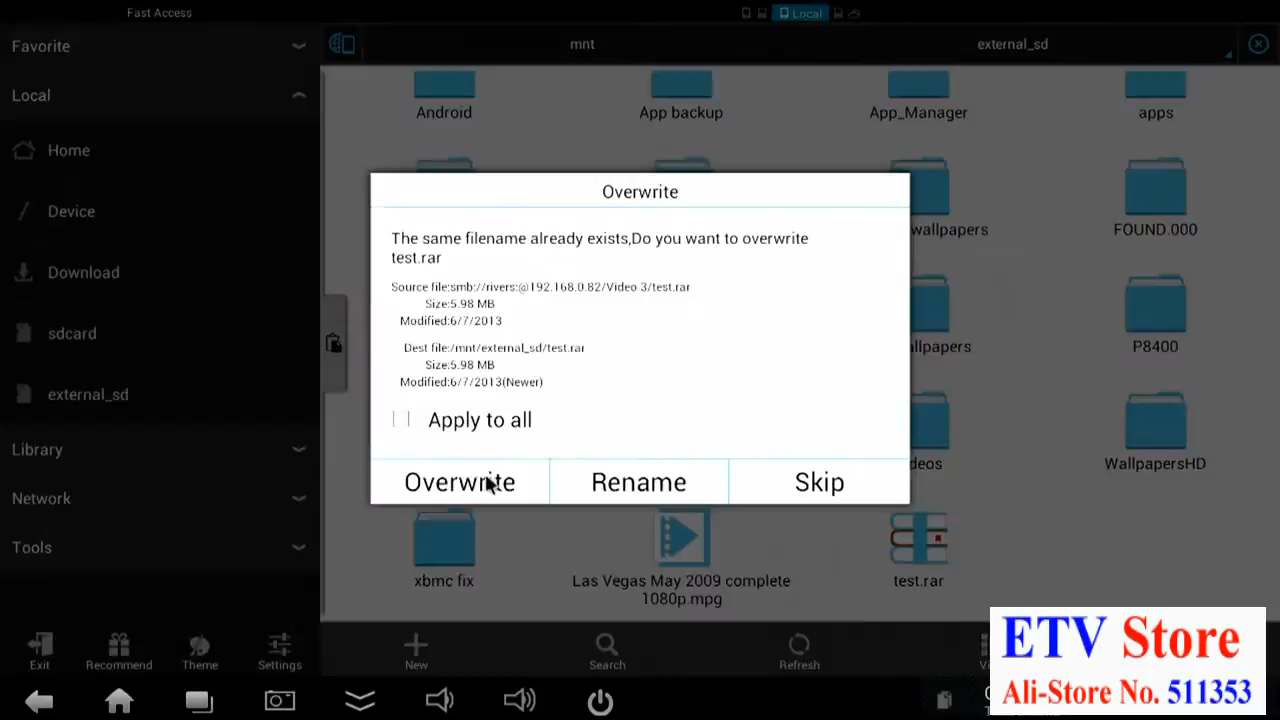 Fast Access
Local
Favorite
mnt
external_sd
Local
Home
Device
Download
sdcard
external_sd
Library
Network
Tools
Android
App backup
App_Manager
apps
wallpapers
FOUND.000
llpapers
P8400
deos
WallpapersHD
xbmc fix
Las Vegas May 2009 complete
1080p.mpg
test.rar
Overwrite
The same filename already exists,Do you want to overwrite
test.rar
Source file:smb://rivers:@192.168.0.82/Video 3/test.rar
Size:5.98 MB
Modified:6/7/2013
Dest file:/mnt/external_sd/test.rar
Size:5.98 MB
Modified:6/7/2013(Newer)
Apply to all
Overwrite
Rename
Skip
Exit
Recommend
Theme
Settings
New
Search
Refresh
ETV Store
Ali-Store No. 511353